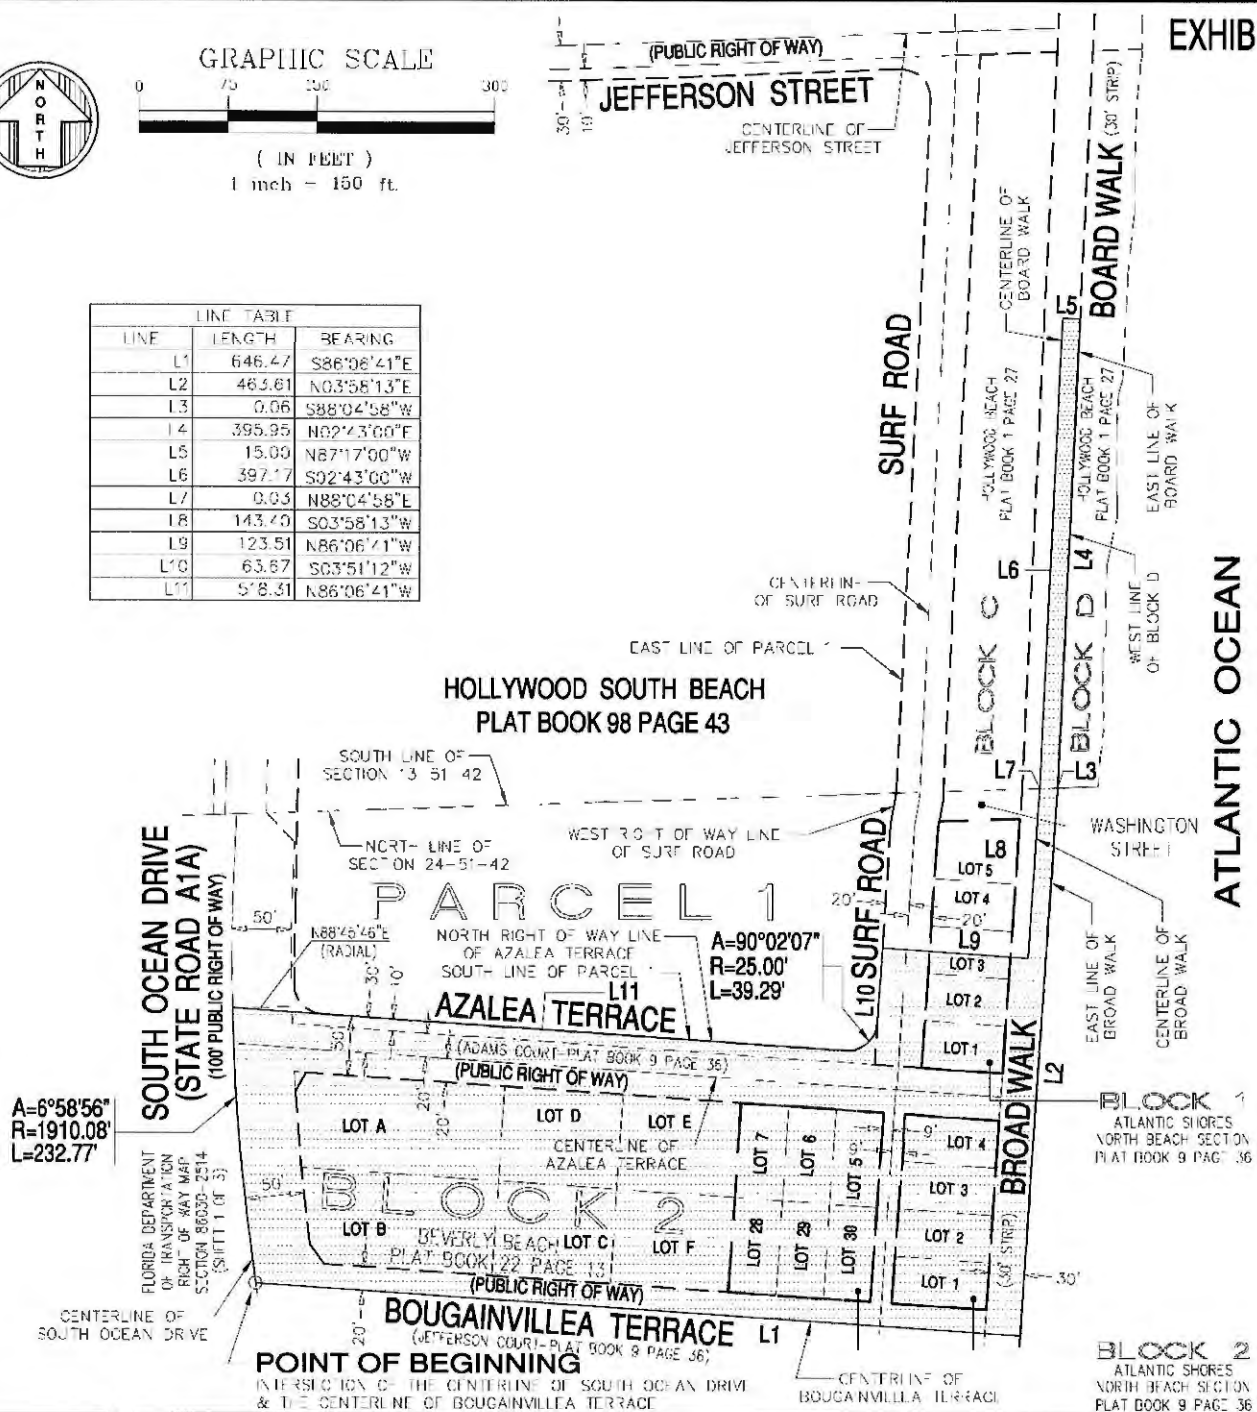 EXHIB
GRAPHIC SCALE
0 75 150 300
( IN FEET )
1 inch = 150 ft.
NORTH
(PUBLIC RIGHT OF WAY)
JEFFERSON STREET
30'
10'
CENTERLINE OF
JEFFERSON STREET
BOARD WALK (30' STRIP)
CENTERLINE OF
BOARD WALK
LINE TABLE
LINE LENGTH BEARING
L1 646.47 S86°06'41"E
L2 463.61 N03°58'13"E
L3 0.06 S88°04'58"W
L4 395.95 N02°43'00"E
L5 15.00 N87°17'00"W
L6 397.17 S02°43'00"W
L7 0.03 N88°04'58"E
L8 143.40 S03°58'13"W
L9 123.51 N86°06'41"W
L10 63.67 S03°51'12"W
L11 518.31 N86°06'41"W
L5
SURF ROAD
HOLLYWOOD BEACH
PLAT BOOK 1 PAGE 27
HOLLYWOOD BEACH
PLAT BOOK 1 PAGE 27
EAST LINE OF
BOARD WALK
L6
L4
CENTERLINE
OF SURF ROAD
BLOCK C
BLOCK D
WEST LINE
OF BLOCK D
ATLANTIC OCEAN
EAST LINE OF PARCEL 1
HOLLYWOOD SOUTH BEACH
PLAT BOOK 98 PAGE 43
SOUTH LINE OF
SECTION 13-51-42
L7
L3
NORTH LINE OF
SECTION 24-51-42
WEST RIGHT OF WAY LINE
OF SURF ROAD
WASHINGTON
STREET
SOUTH OCEAN DRIVE
(STATE ROAD A1A)
(100' PUBLIC RIGHT OF WAY)
PARCEL 1
L8
LOT 5
LOT 4
20'
20'
L9
LOT 3
LOT 2
LOT 1
50'
N88°45'46"E
(RADIAL)
30'
10'
NORTH RIGHT OF WAY LINE
OF AZALEA TERRACE
SOUTH LINE OF PARCEL 1
L11
A=90°02'07"
R=25.00'
L=39.29'
L10
SURF ROAD
EAST LINE OF
BROAD WALK
CENTERLINE OF
BROAD WALK
AZALEA TERRACE
(ADAMS COURT-PLAT BOOK 9 PAGE 36)
(PUBLIC RIGHT OF WAY)
50'
20'
20'
L2
BROAD WALK
(30' STRIP)
BLOCK 1
ATLANTIC SHORES
NORTH BEACH SECTION
PLAT BOOK 9 PAGE 36
A=6°58'56"
R=1910.08'
L=232.77'
LOT A
LOT D
LOT E
CENTERLINE OF
AZALEA TERRACE
LOT 7
LOT 6
LOT 5
9'
9'
LOT 4
LOT 3
LOT 2
LOT 1
FLORIDA DEPARTMENT
OF TRANSPORTATION
RIGHT OF WAY MAP
SECTION 86030-2514
(SHEET 1 OF 3)
50'
BLOCK 2
LOT B
LOT C
LOT F
BEVERLY BEACH
PLAT BOOK 22 PAGE 13
LOT 28
LOT 29
LOT 30
(PUBLIC RIGHT OF WAY)
30'
CENTERLINE OF
SOUTH OCEAN DRIVE
20'
BOUGAINVILLEA TERRACE L1
(JEFFERSON COURT-PLAT BOOK 9 PAGE 36)
POINT OF BEGINNING
INTERSECTION OF THE CENTERLINE OF SOUTH OCEAN DRIVE
& THE CENTERLINE OF BOUGAINVILLEA TERRACE
CENTERLINE OF
BOUGAINVILLEA TERRACE
BLOCK 2
ATLANTIC SHORES
NORTH BEACH SECTION
PLAT BOOK 9 PAGE 36